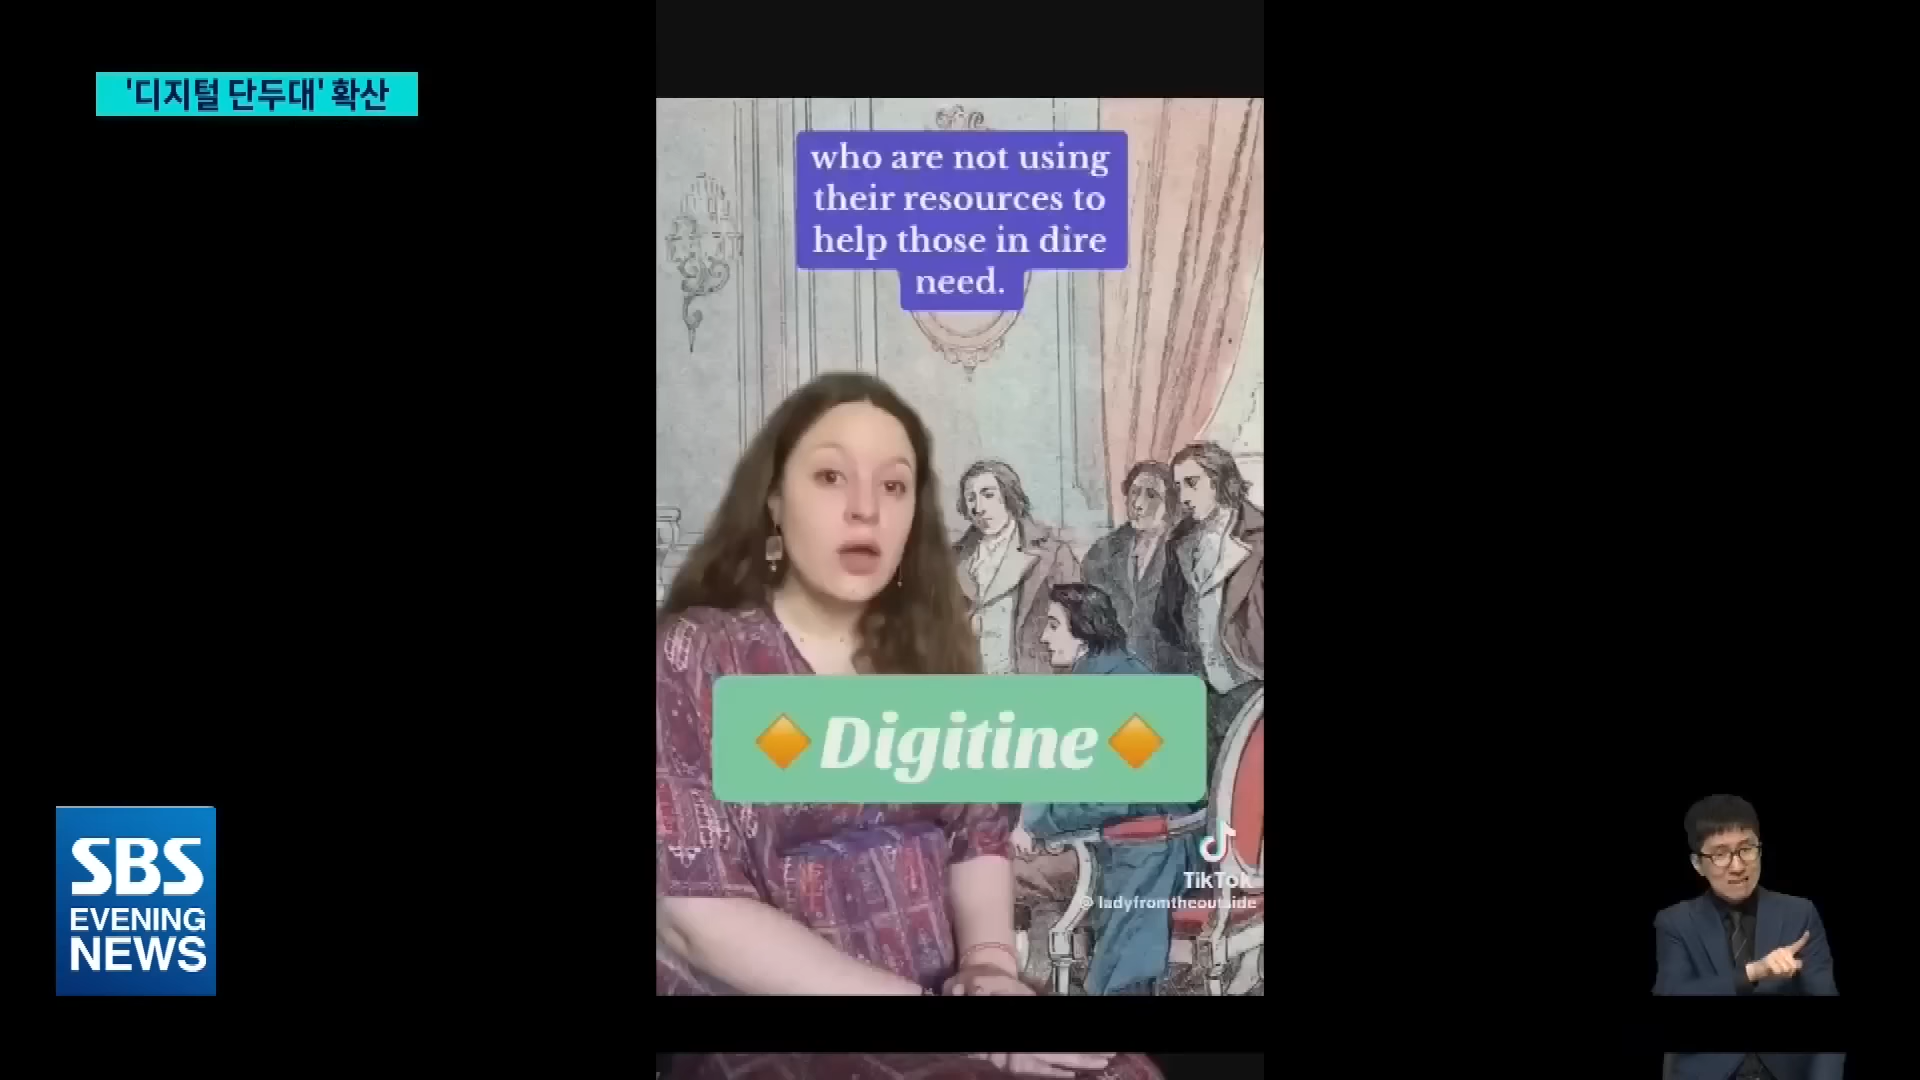 '디지털 단두대' 확산
who are not using
their resources to
help those in dire
need.
Digitine
TikTok
@ ladyfromtheoutside
SBS
EVENING
NEWS